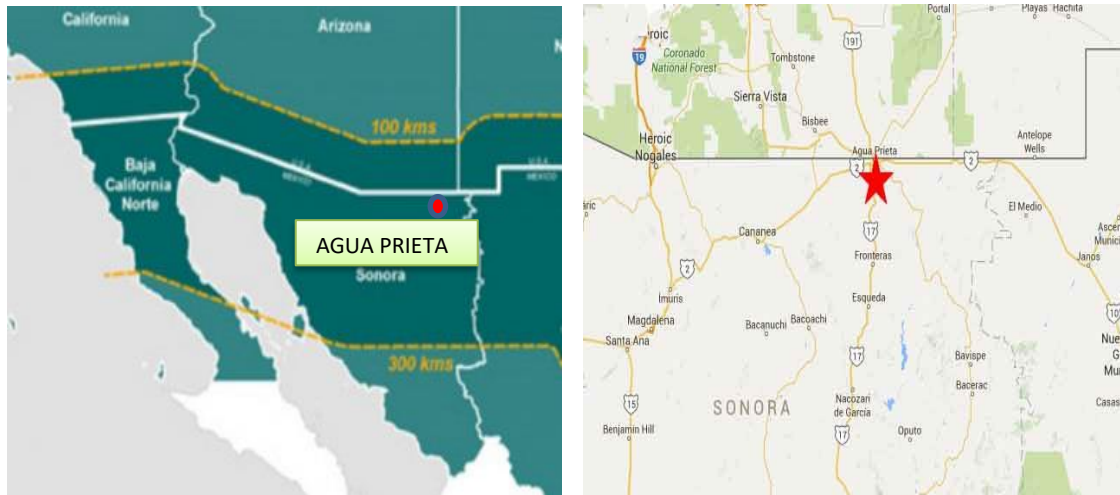 California
Arizona
N
100 kms
U.S.A
MEXICO
U.S.A
MEXICO
Baja
California
Norte
AGUA PRIETA
Sonora
300 kms
Portal
Playas
Hachita
191
19
Coronado
National Forest
Tombstone
Sierra Vista
Bisbee
Antelope
Wells
Heroic
Nogales
Agua Prieta
2
2
El Medio
Cananea
17
Janos
Fronteras
2
Imuris
Esqueda
Magdalena
Bacanuchi
Bacoachi
Santa Ana
17
Bavispe
Bacerac
15
SONORA
Nacozari
de García
Benjamin Hill
17
Oputo